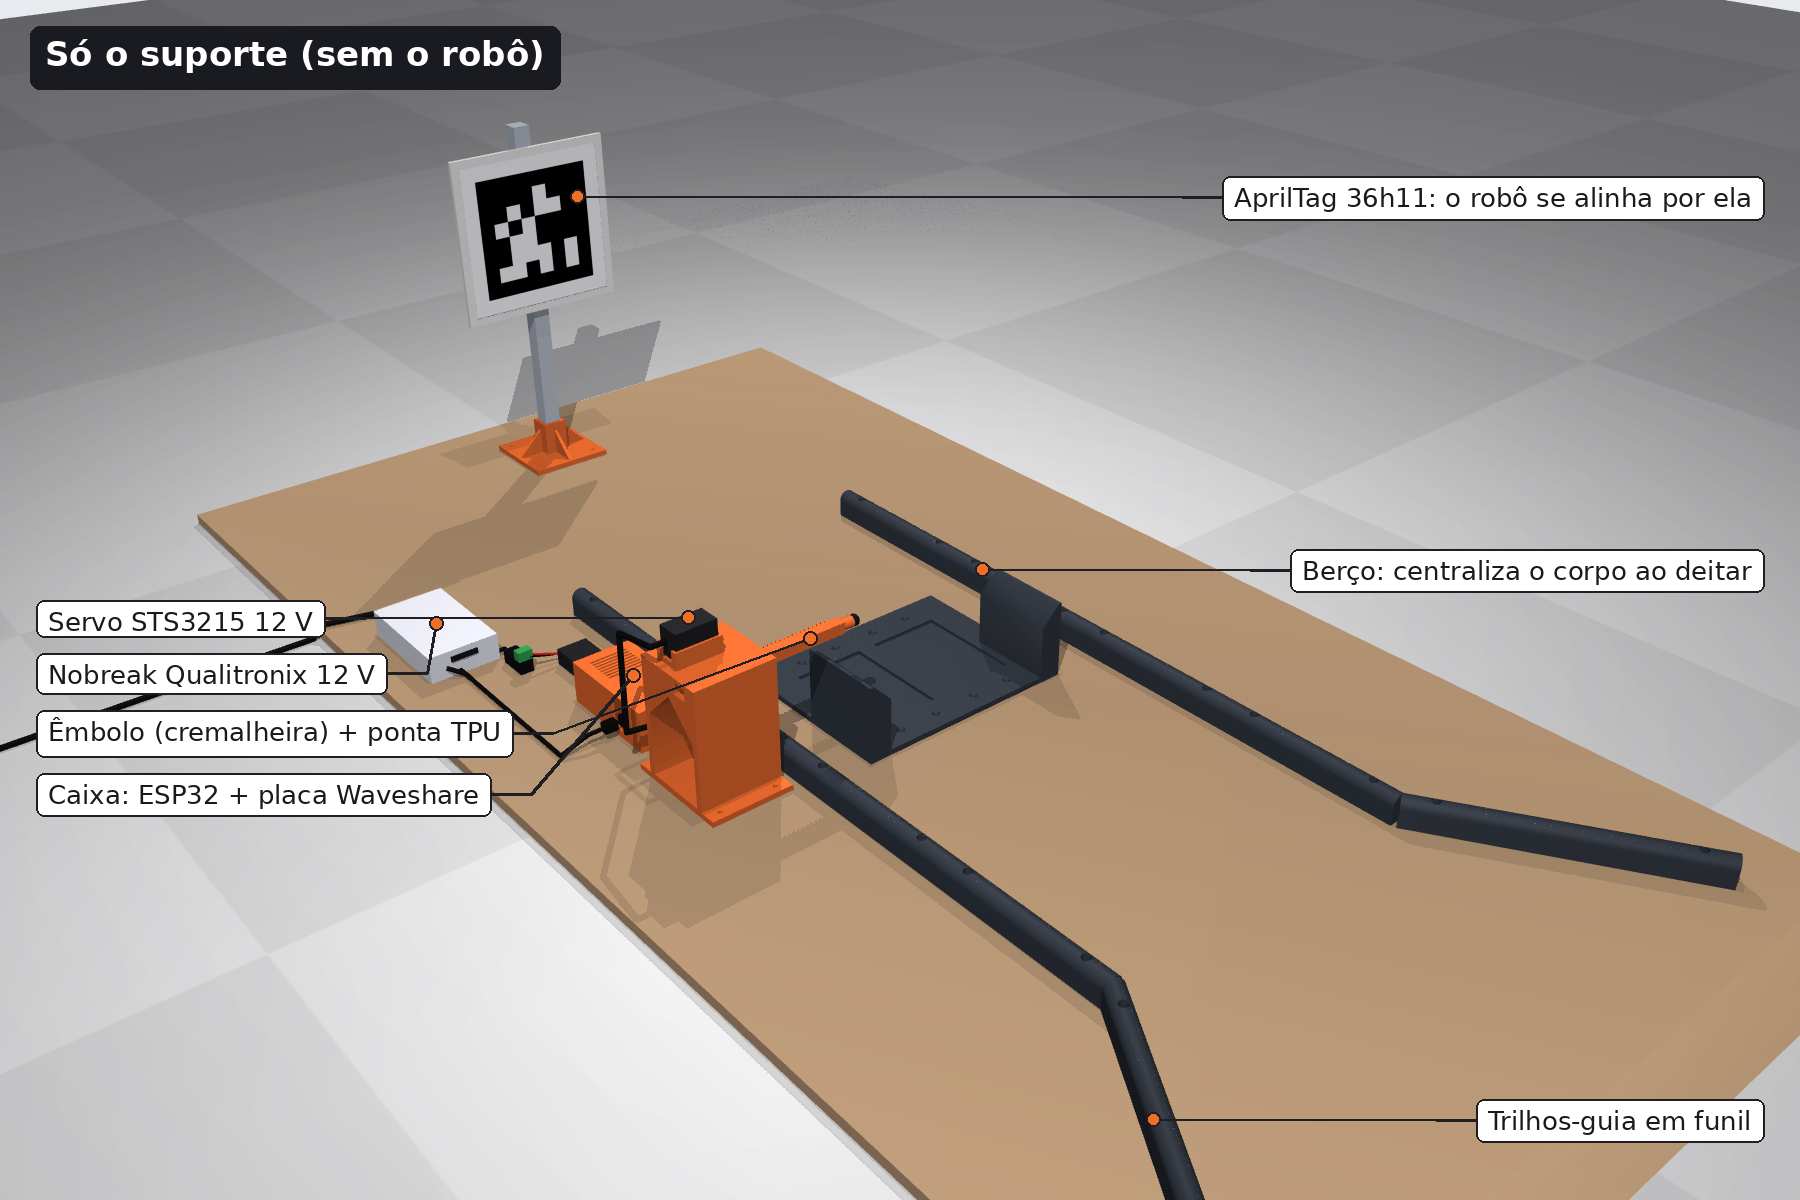 Só o suporte (sem o robô)
AprilTag 36h11: o robô se alinha por ela
Berço: centraliza o corpo ao deitar
Servo STS3215 12 V
Nobreak Qualitronix 12 V
Êmbolo (cremalheira) + ponta TPU
Caixa: ESP32 + placa Waveshare
Trilhos-guia em funil